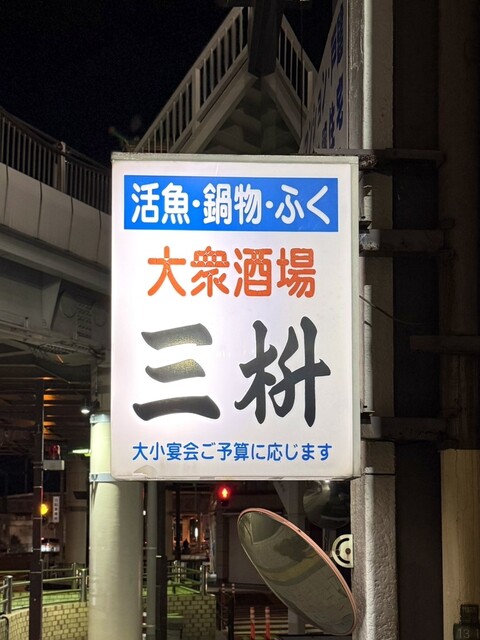 活魚・鍋物・ふく
大衆酒場
三枡
大小宴会ご予算に応じます